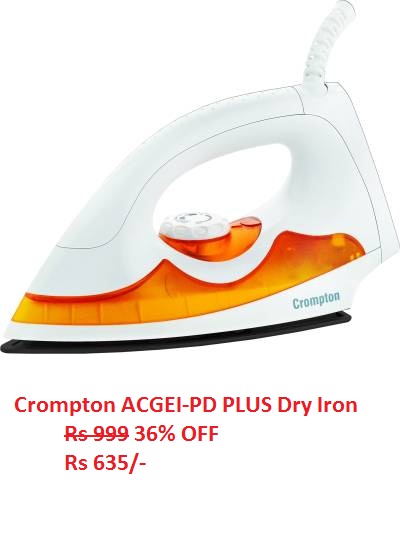 Crompton
Crompton ACGEI-PD PLUS Dry Iron
Rs 999 36% OFF
Rs 635/-